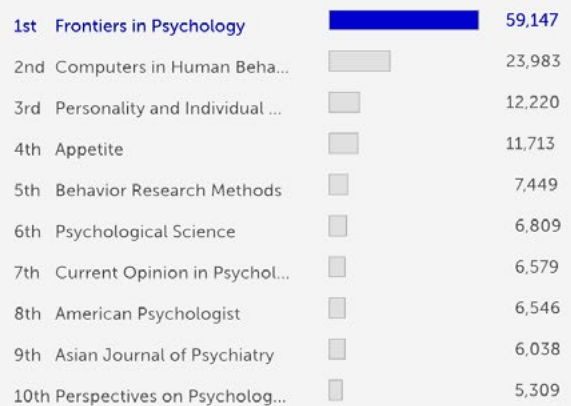 1st Frontiers in Psychology 59,147
2nd Computers in Human Beha... 23,983
3rd Personality and Individual ... 12,220
4th Appetite 11,713
5th Behavior Research Methods 7,449
6th Psychological Science 6,809
7th Current Opinion in Psychol... 6,579
8th American Psychologist 6,546
9th Asian Journal of Psychiatry 6,038
10th Perspectives on Psycholog... 5,309